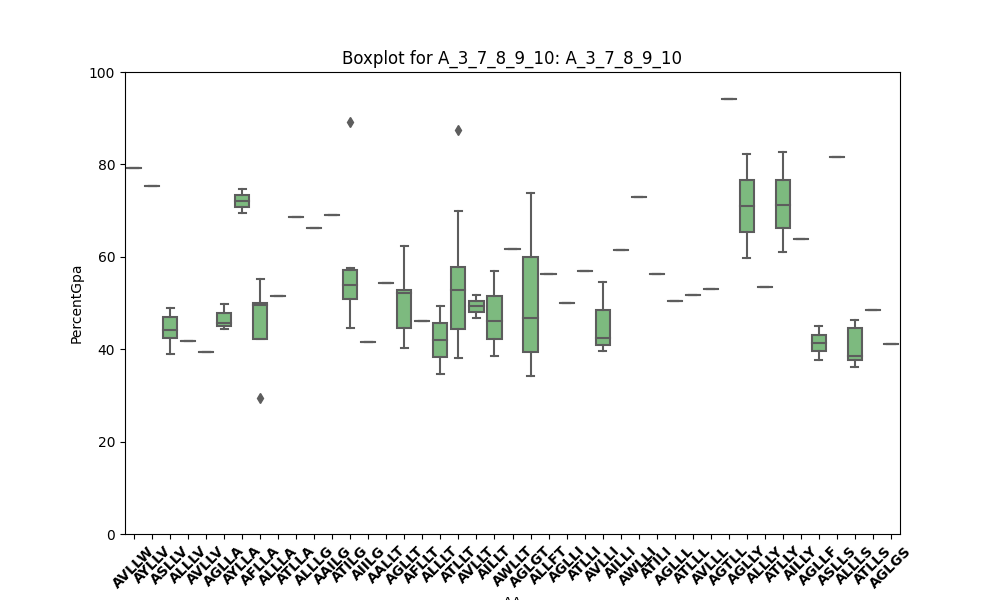 Boxplot for A_3_7_8_9_10: A_3_7_8_9_10
100
80
60
40
20
0
PercentGpa
AVLLW AYLLV ASLLV ALLLV AVLLV AGLLA AYLLA AFLLA ALLLA ATLLA ALLLG AAILG ATILG AIILG AALLT AGLLT AFLLT ALLLT ATLLT AVLLT AILLT AWLLT AGLGT ALLFT AGLLI ATLLI AVLLI AILLI AWLLI ATILI AGLLL ATLLL AVLLL AGTLL AGLLY ALLLY ATLLY AILLY AGLLF ASLLS ALLLS ATLLS AGLGS